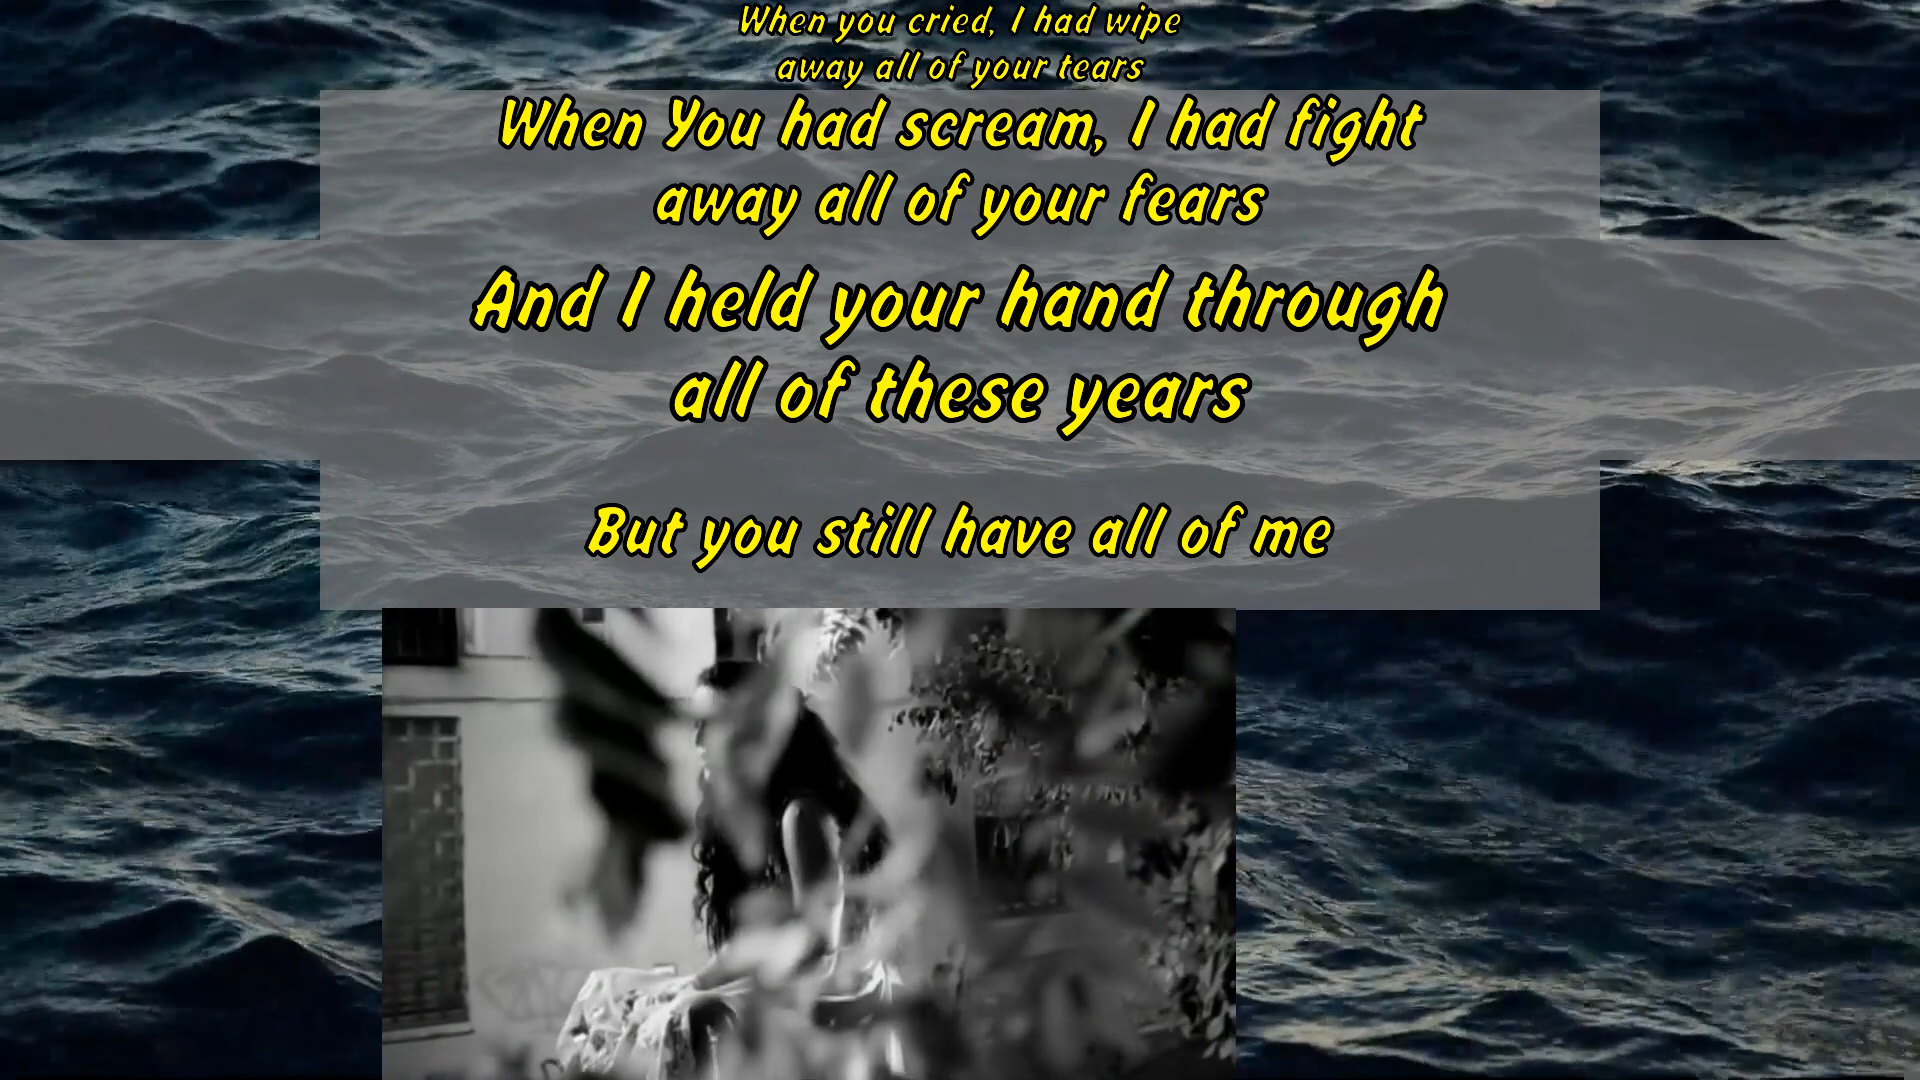 When you cried, I had wipe
away all of your tears
When You had scream, I had fight
away all of your fears
And I held your hand through
all of these years
But you still have all of me